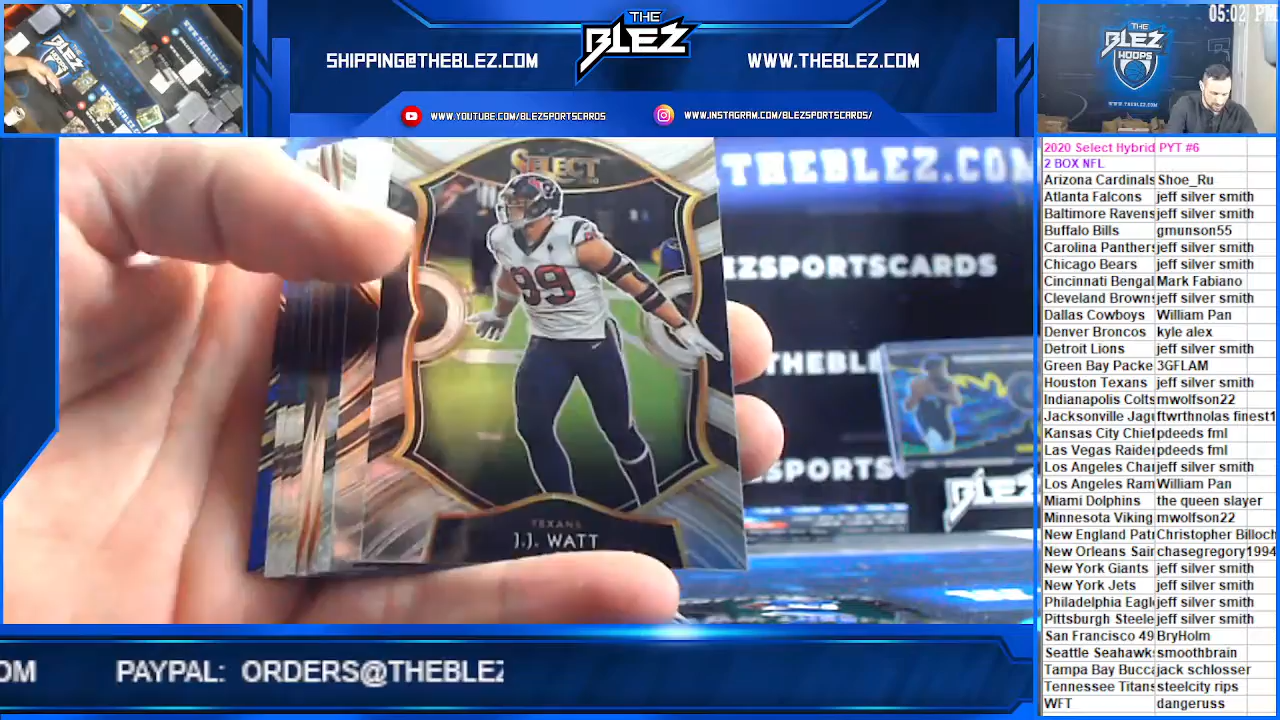 THE
BLEZ
SHIPPING@THEBLEZ.COM
WWW.THEBLEZ.COM
WWW.YOUTUBE.COM/BLEZSPORTSCARDS
WWW.INSTAGRAM.COM/BLEZSPORTSCARDS/
05:02 PM
THE
BLEZ
HOOPS
WWW.THEBLEZ.COM
SELECT
99
TEXANS
J.J. WATT
THEBLEZ.CO
EZSPORTSCARDS
THEBLE
SPORTS
BLEZ
2020 Select Hybrid PYT #6
2 BOX NFL
Arizona Cardinals Shoe_Ru
Atlanta Falcons jeff silver smith
Baltimore Ravens jeff silver smith
Buffalo Bills gmunson55
Carolina Panther jeff silver smith
Chicago Bears jeff silver smith
Cincinnati Bengal Mark Fabiano
Cleveland Browns jeff silver smith
Dallas Cowboys William Pan
Denver Broncos kyle alex
Detroit Lions jeff silver smith
Green Bay Packe 3GFLAM
Houston Texans jeff silver smith
Indianapolis Colts mwolfson22
Jacksonville Jagu ftwrthnolas finest1
Kansas City Chief pdeeds fml
Las Vegas Raider pdeeds fml
Los Angeles Char jeff silver smith
Los Angeles Ram William Pan
Miami Dolphins the queen slayer
Minnesota Viking mwolfson22
New England Patr Christopher Billoch
New Orleans Sain chasegregory1994
New York Giants jeff silver smith
New York Jets jeff silver smith
Philadelphia Eagl jeff silver smith
Pittsburgh Steele jeff silver smith
San Francisco 49 BryHolm
Seattle Seahawk smoothbrain
Tampa Bay Bucca jack schlosser
Tennessee Titans steelcity rips
WFT dangeruss
OM PAYPAL: ORDERS@THEBLEZ